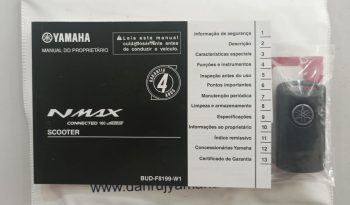 YAMAHA
MANUAL DO PROPRIETÁRIO
Leia este manual
cuidadosamente antes
de conduzir o veículo.
GARANTIA
4
ANOS
NMAX
CONNECTED 160 ABS
SCOOTER
BUD-F8199-W1
Informação de segurança 1
Descrição 2
Características especiais 3
Funções e instrumentos 4
Inspeção antes do uso 5
Pontos importantes 6
Manutenção periódica 7
Limpeza e armazenamento 8
Especificações 9
Informações ao proprietário 10
Índice remissivo 11
Concessionárias Yamaha 12
Certificado de Garantia 13